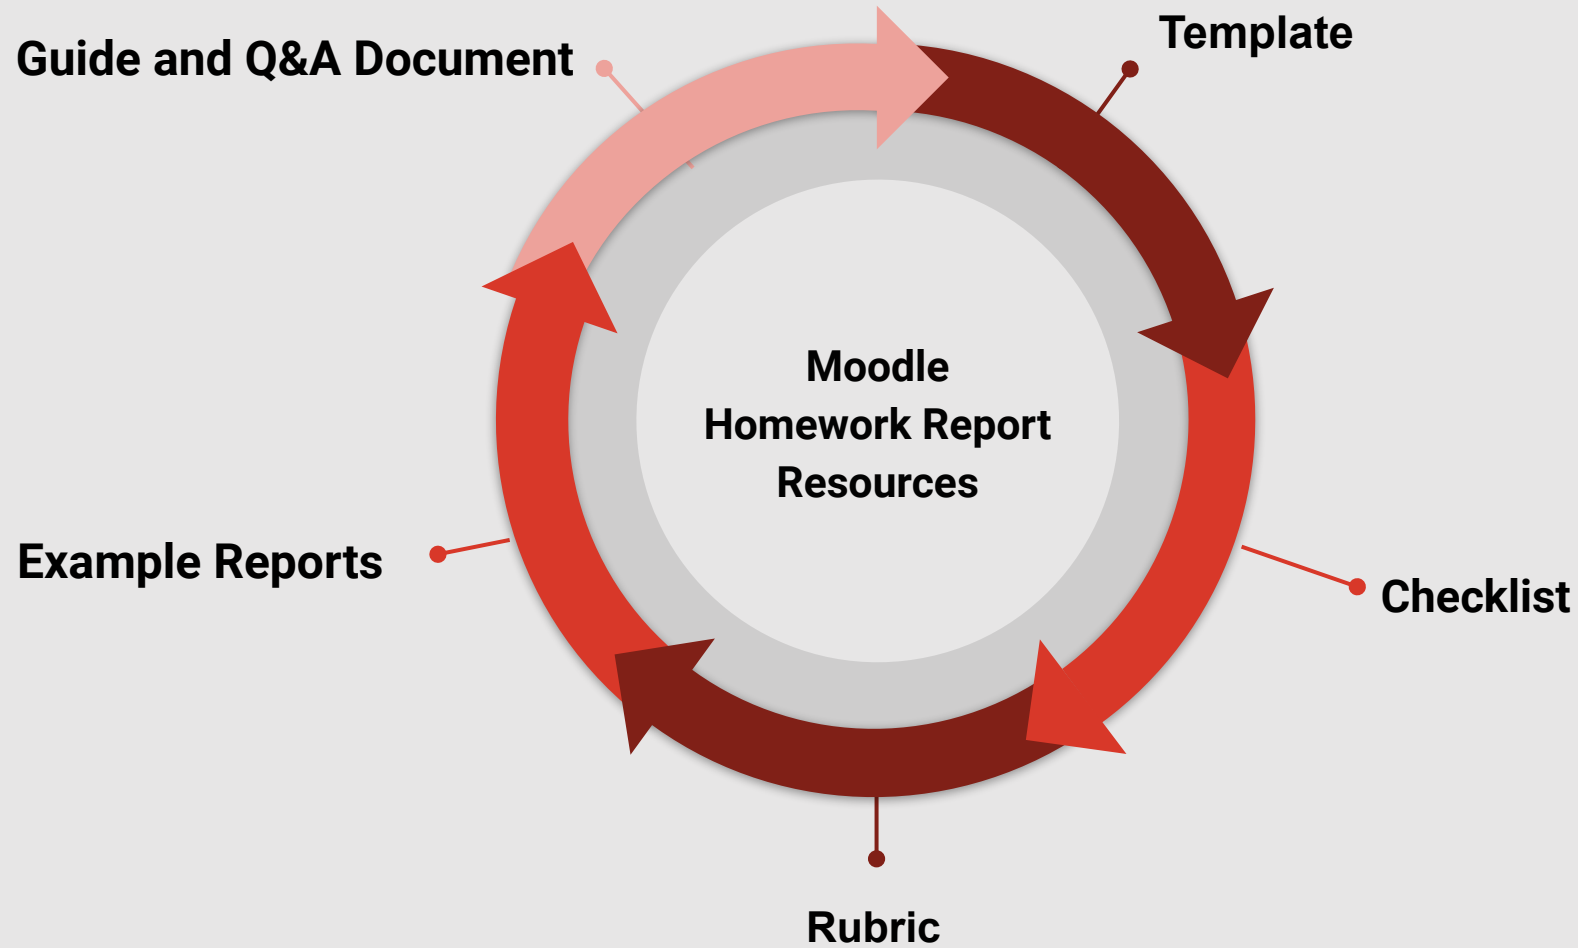 Guide and Q&A Document
Template
Moodle
Homework Report
Resources
Example Reports
Checklist
Rubric